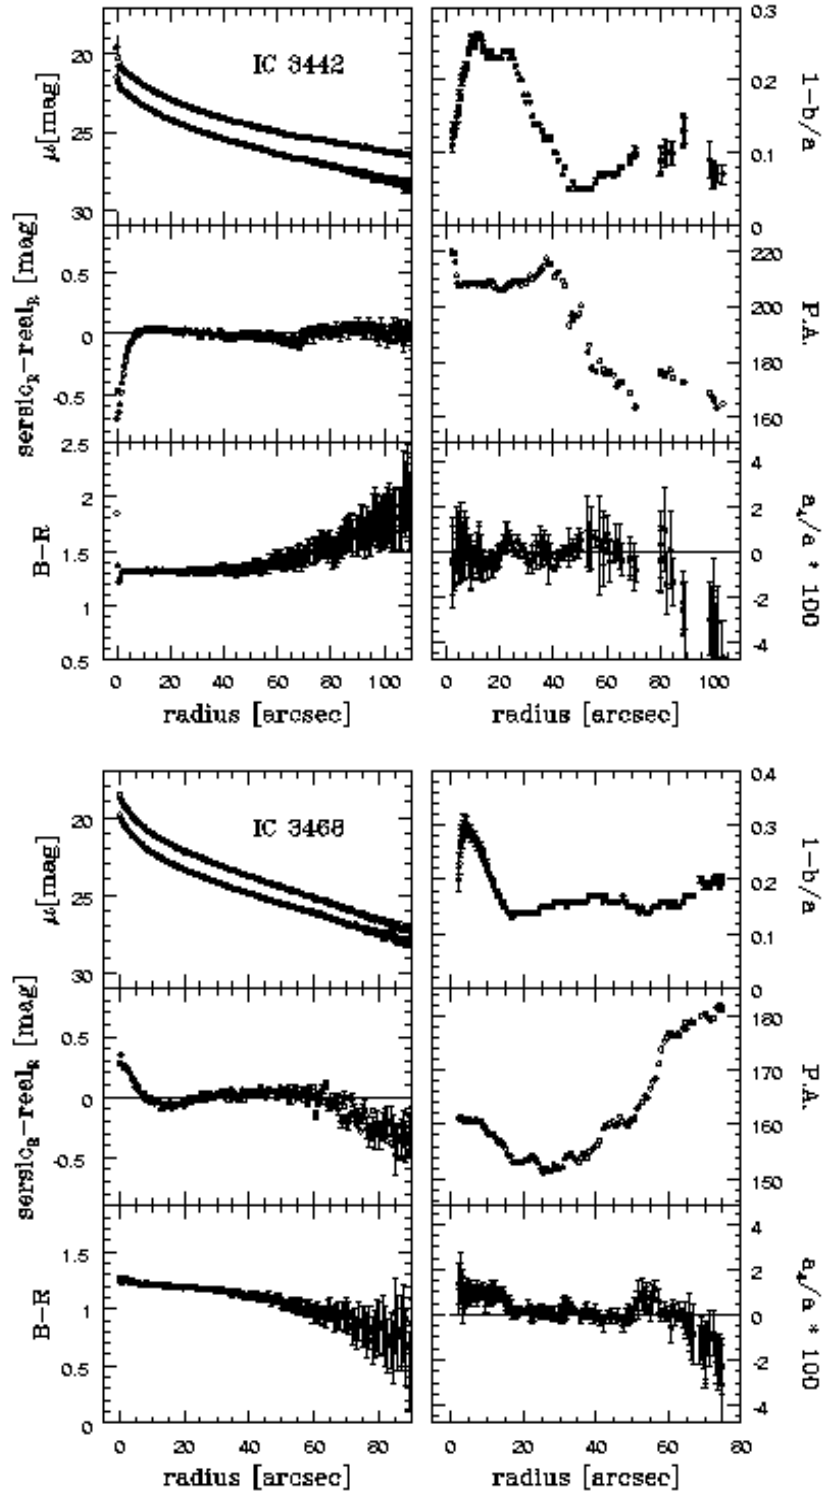 IC 3442
μ[mag]
20
25
30
0.3
0.2
0.1
0
1-b/a
sersic_R-real_R [mag]
0.5
0
-0.5
220
200
180
160
P.A.
B-R
2.5
2
1.5
1
0.5
4
2
0
-2
-4
a_4/a * 100
0 20 40 60 80 100
0 20 40 60 80 100
radius [arcsec]
radius [arcsec]
IC 3468
μ[mag]
20
25
30
0.4
0.3
0.2
0.1
0
1-b/a
sersic_R-real_R [mag]
0.5
0
-0.5
180
170
160
150
P.A.
B-R
1.5
1
0.5
0
4
2
0
-2
-4
a_4/a * 100
0 20 40 60 80
0 20 40 60 80
radius [arcsec]
radius [arcsec]